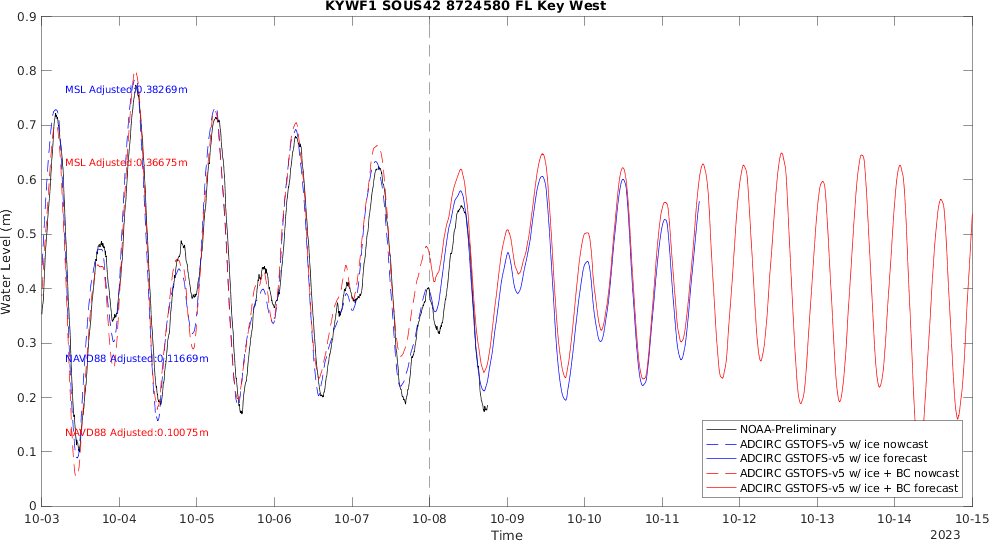 KYWF1 SOUS42 8724580 FL Key West
0.9
0.8
0.7
0.6
0.5
0.4
0.3
0.2
0.1
0
Water Level (m)
MSL Adjusted:0.38269m
MSL Adjusted:0.36675m
NAVD88 Adjusted:0.11669m
NAVD88 Adjusted:0.10075m
NOAA-Preliminary
ADCIRC GSTOFS-v5 w/ ice nowcast
ADCIRC GSTOFS-v5 w/ ice forecast
ADCIRC GSTOFS-v5 w/ ice + BC nowcast
ADCIRC GSTOFS-v5 w/ ice + BC forecast
10-03 10-04 10-05 10-06 10-07 10-08 10-09 10-10 10-11 10-12 10-13 10-14 10-15
Time
2023